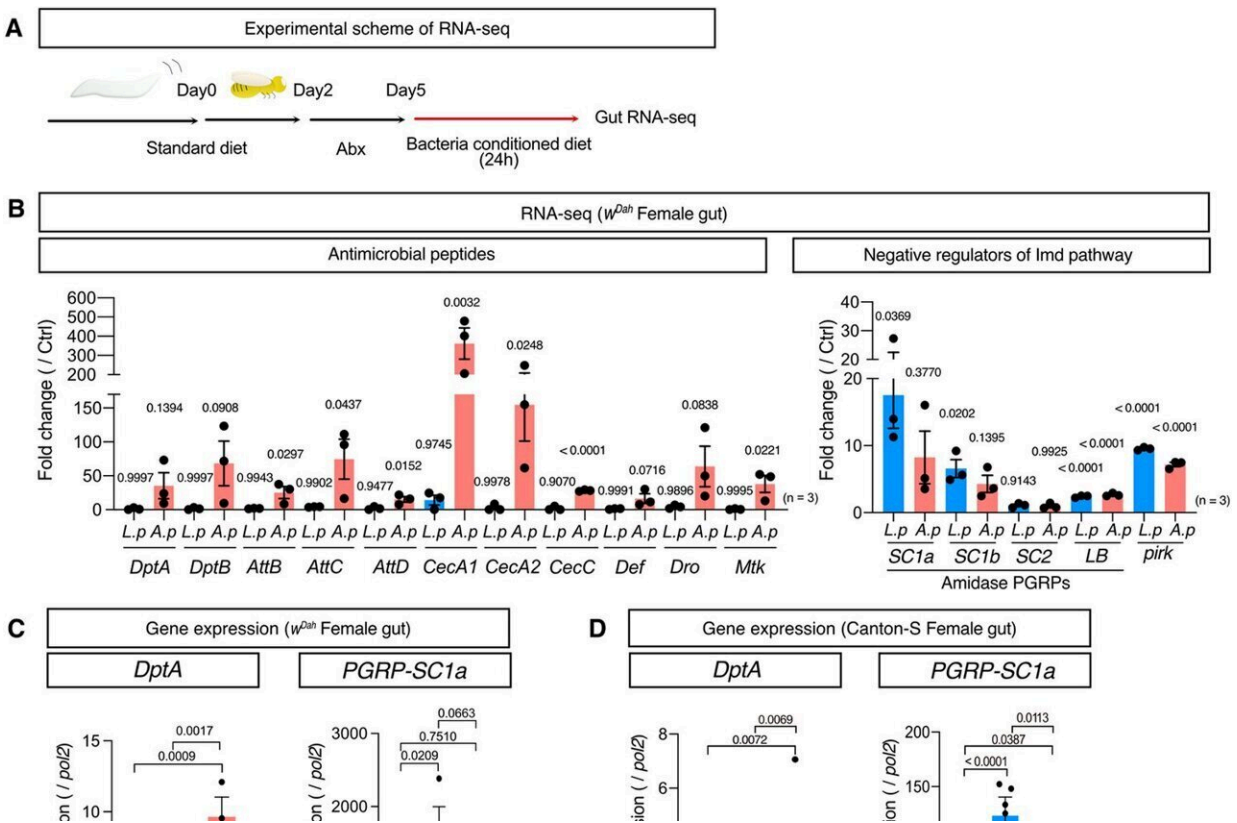 A
Experimental scheme of RNA-seq
Day0 Day2 Day5
Gut RNA-seq
Standard diet Abx Bacteria conditioned diet
(24h)
B
RNA-seq (wDah Female gut)
Antimicrobial peptides
Negative regulators of Imd pathway
Fold change ( / Ctrl)
600
500
400
300
200
150
100
50
0
0.9997 0.1394 0.9997 0.0908 0.9943 0.0297 0.9902 0.0437 0.9477 0.0152 0.9745 0.0032 0.9978 0.0248 0.9070 < 0.0001 0.9991 0.0716 0.9896 0.0838 0.9995 0.0221
(n = 3)
L.p A.p L.p A.p L.p A.p L.p A.p L.p A.p L.p A.p L.p A.p L.p A.p L.p A.p L.p A.p L.p A.p
DptA DptB AttB AttC AttD CecA1 CecA2 CecC Def Dro Mtk
Fold change ( / Ctrl)
40
30
20
20
10
0
0.0369 0.3770 0.0202 0.1395 0.9143 0.9925 < 0.0001 < 0.0001 < 0.0001 < 0.0001
(n = 3)
L.p A.p L.p A.p L.p A.p L.p A.p L.p A.p
SC1a SC1b SC2 LB pirk
Amidase PGRPs
C
Gene expression (wDah Female gut)
DptA
PGRP-SC1a
15
10
on ( / pol2)
0.0017
0.0009
3000
2000
on ( / pol2)
0.0663
0.7510
0.0209
D
Gene expression (Canton-S Female gut)
DptA
PGRP-SC1a
8
6
sion ( / pol2)
0.0069
0.0072
200
150
ion ( / pol2)
0.0113
0.0387
< 0.0001